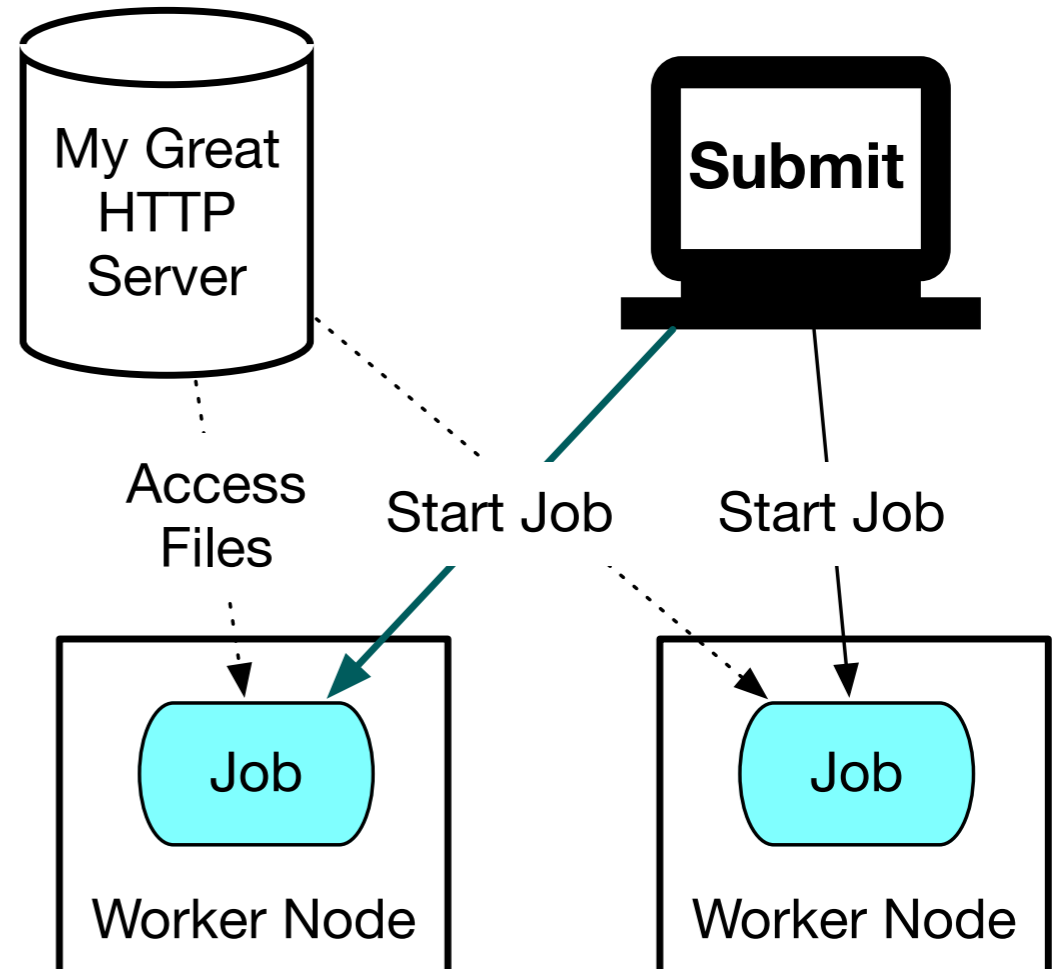 My Great
HTTP
Server
Submit
Access
Files
Start Job
Start Job
Job
Job
Worker Node
Worker Node